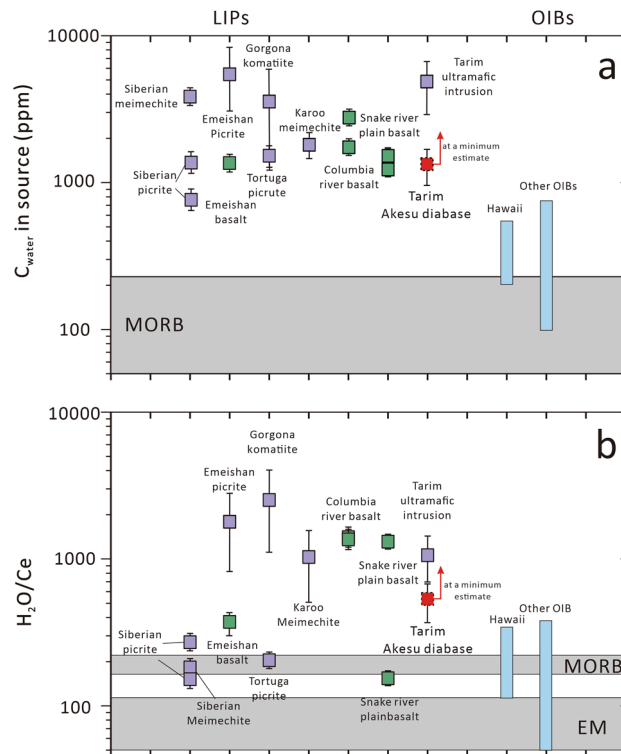 LIPs
OIBs
10000
1000
100
C water in source (ppm)
a
Siberian
meimechite
Emeishan
Picrite
Gorgona
komatiite
Karoo
meimechite
Snake river
plain basalt
Tarim
ultramafic
intrusion
at a minimum
estimate
Siberian
picrite
Emeishan
basalt
Tortuga
picrute
Columbia
river basalt
Tarim
Akesu diabase
Hawaii
Other OIBs
MORB
10000
1000
100
H2O/Ce
b
Emeishan
picrite
Gorgona
komatiite
Columbia
river basalt
Tarim
ultramafic
intrusion
Snake river
plain basalt
at a minimum
estimate
Karoo
Meimechite
Siberian
picrite
Emeishan
basalt
Tarim
Akesu diabase
Hawaii
Other OIB
MORB
Tortuga
picrite
Siberian
Meimechite
Snake river
plainbasalt
EM